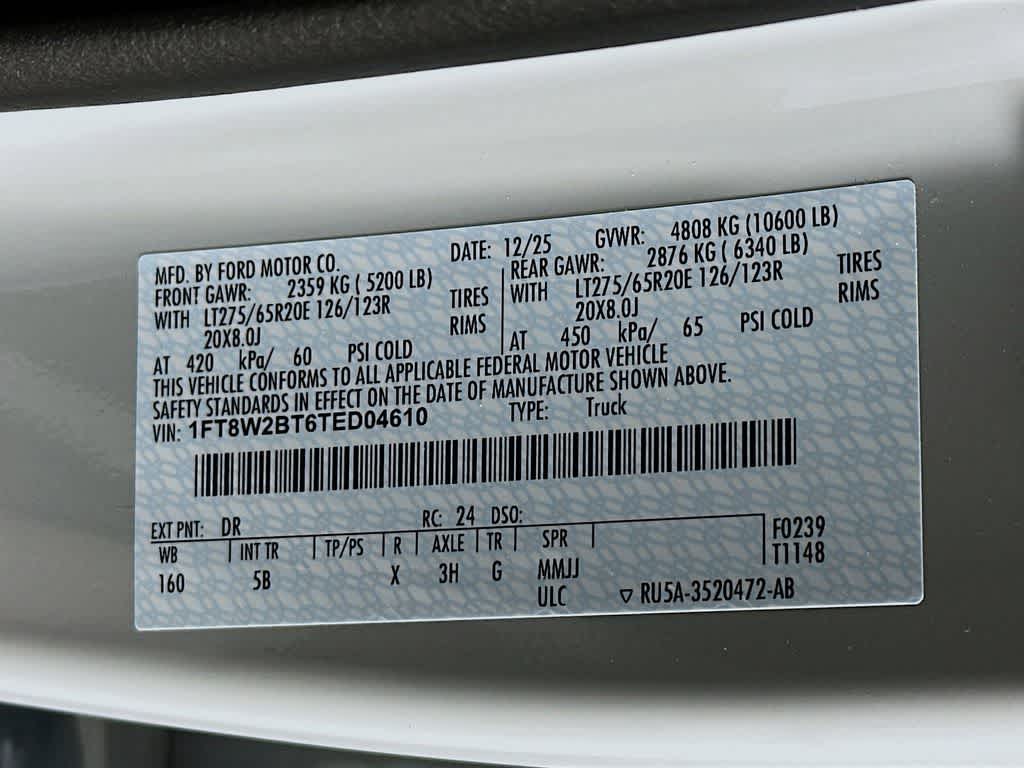 MFD. BY FORD MOTOR CO. DATE: 12/25 GVWR: 4808 KG (10600 LB)
FRONT GAWR: 2359 KG ( 5200 LB) REAR GAWR: 2876 KG ( 6340 LB)
WITH LT275/65R20E 126/123R TIRES WITH LT275/65R20E 126/123R TIRES
20X8.0J RIMS 20X8.0J RIMS
AT 420 kPa/ 60 PSI COLD AT 450 kPa/ 65 PSI COLD
THIS VEHICLE CONFORMS TO ALL APPLICABLE FEDERAL MOTOR VEHICLE
SAFETY STANDARDS IN EFFECT ON THE DATE OF MANUFACTURE SHOWN ABOVE.
VIN: 1FT8W2BT6TED04610 TYPE: Truck
EXT PNT: DR RC: 24 DSO:
WB INT TR TP/PS R AXLE TR SPR F0239
160 5B X 3H G MMJJ T1148
ULC ▽ RU5A-3520472-AB